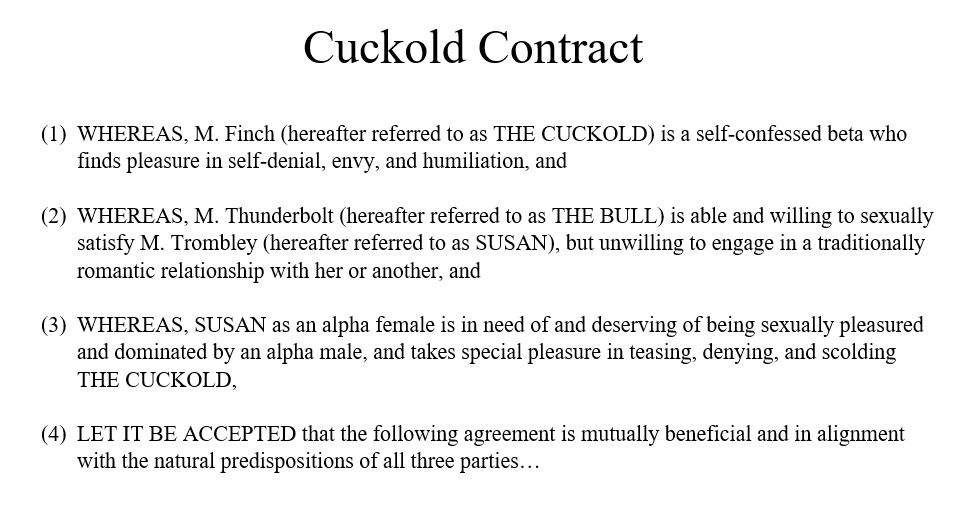 Cuckold Contract
(1) WHEREAS, M. Finch (hereafter referred to as THE CUCKOLD) is a self-confessed beta who
finds pleasure in self-denial, envy, and humiliation, and
(2) WHEREAS, M. Thunderbolt (hereafter referred to as THE BULL) is able and willing to sexually
satisfy M. Trombley (hereafter referred to as SUSAN), but unwilling to engage in a traditionally
romantic relationship with her or another, and
(3) WHEREAS, SUSAN as an alpha female is in need of and deserving of being sexually pleasured
and dominated by an alpha male, and takes special pleasure in teasing, denying, and scolding
THE CUCKOLD,
(4) LET IT BE ACCEPTED that the following agreement is mutually beneficial and in alignment
with the natural predispositions of all three parties…